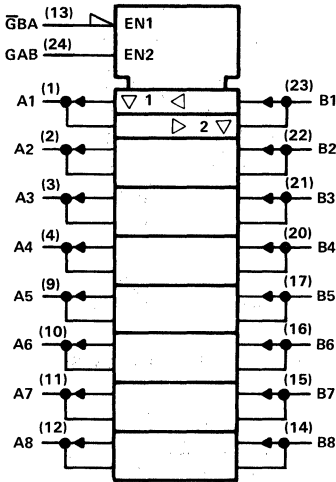 G̅BA (13) EN1
GAB (24) EN2
A1 (1) 1 (23) B1
2
A2 (2) (22) B2
A3 (3) (21) B3
A4 (4) (20) B4
A5 (9) (17) B5
A6 (10) (16) B6
A7 (11) (15) B7
A8 (12) (14) B8